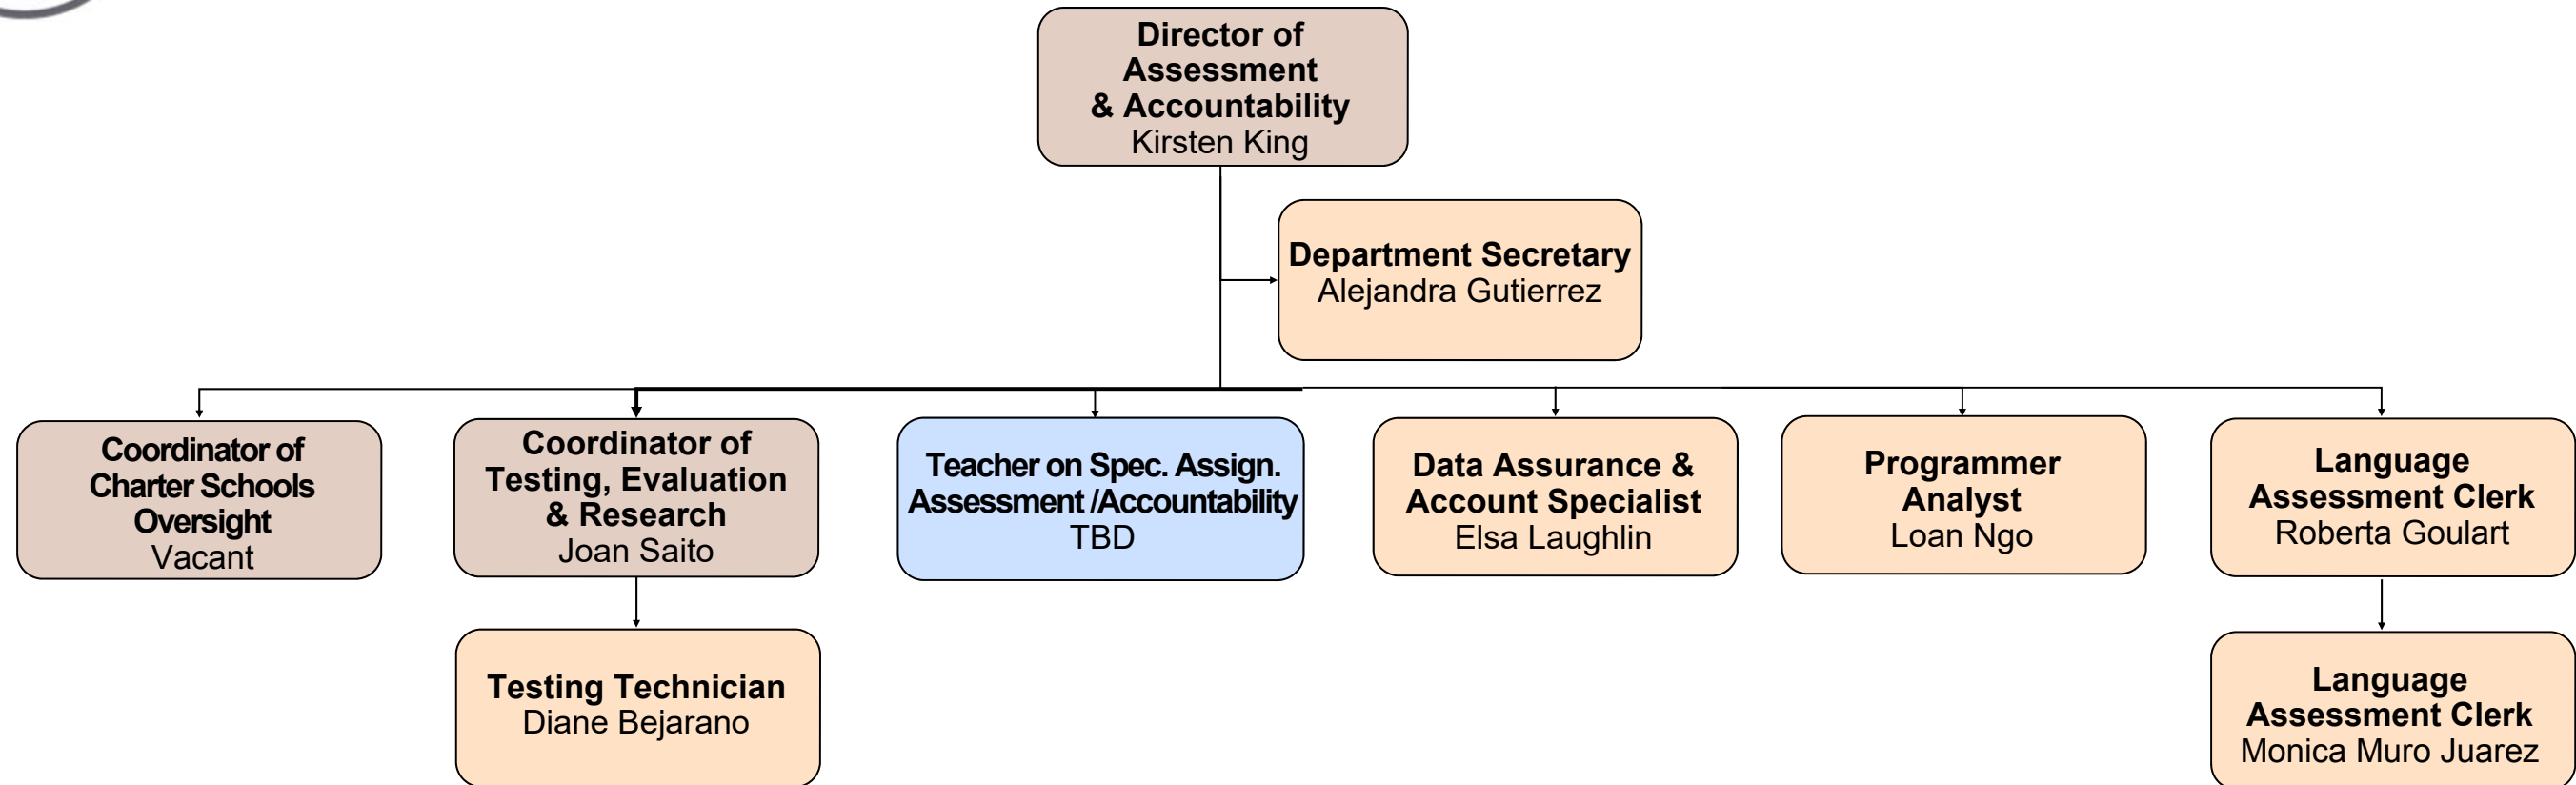 Director of
Assessment
& Accountability
Kirsten King
Department Secretary
Alejandra Gutierrez
Coordinator of
Charter Schools
Oversight
Vacant
Coordinator of
Testing, Evaluation
& Research
Joan Saito
Teacher on Spec. Assign.
Assessment /Accountability
TBD
Data Assurance &
Account Specialist
Elsa Laughlin
Programmer
Analyst
Loan Ngo
Language
Assessment Clerk
Roberta Goulart
Testing Technician
Diane Bejarano
Language
Assessment Clerk
Monica Muro Juarez